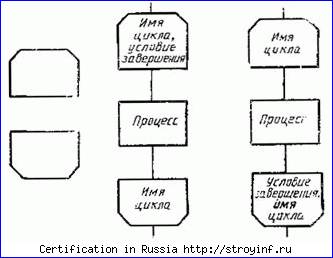 Имя
цикла,
условие
завершения
Процесс
Имя
цикла
Имя
цикла
Процесс
Условие
завершения,
имя
цикла
Certification in Russia http://stroyinf.ru